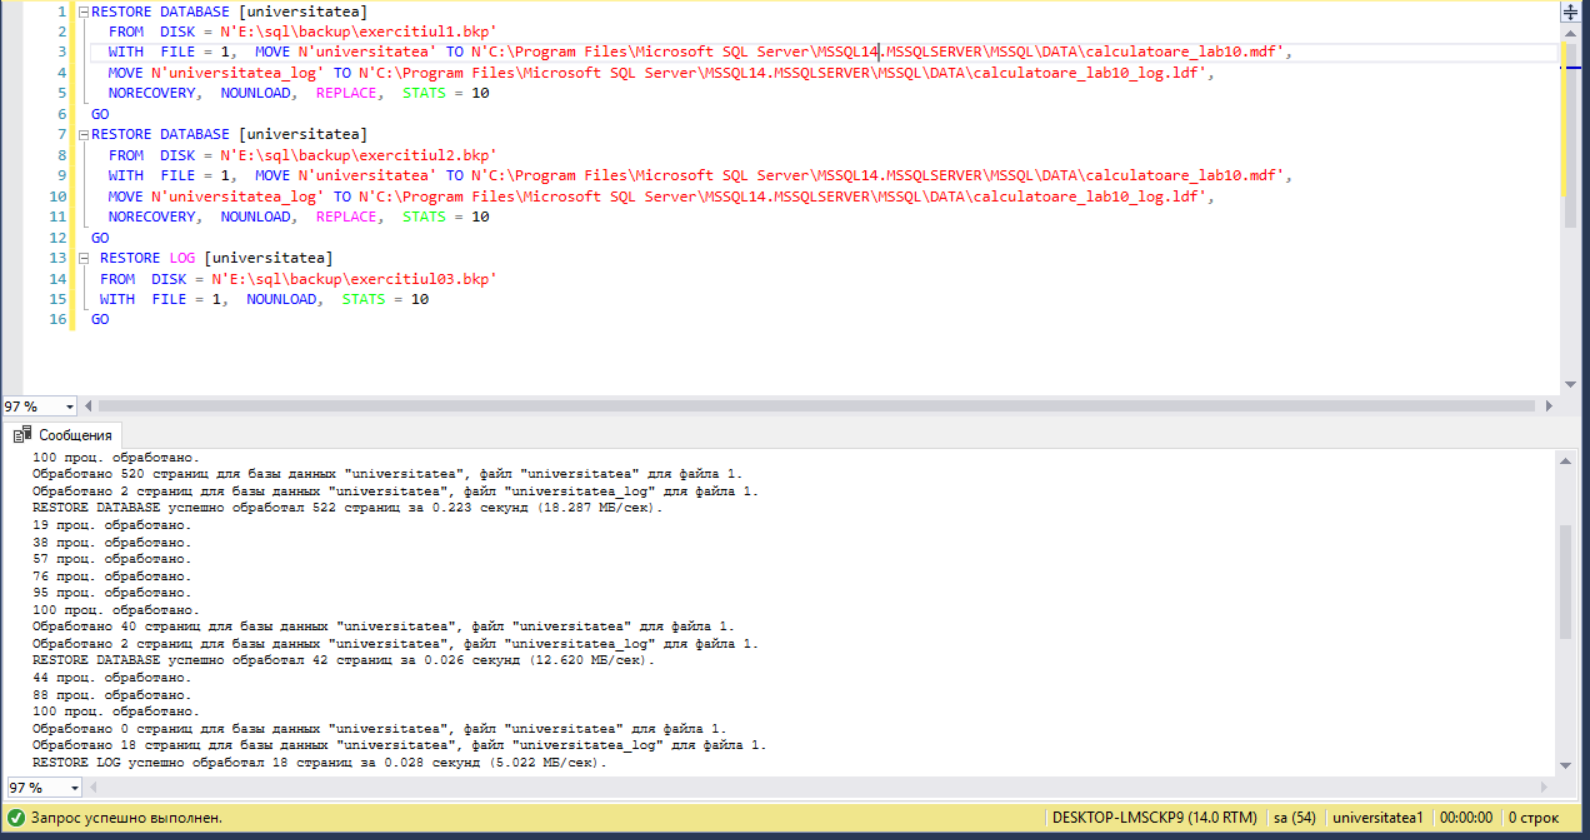 1 RESTORE DATABASE [universitatea]
2 FROM DISK = N'E:\sql\backup\exercitiul1.bkp'
3 WITH FILE = 1, MOVE N'universitatea' TO N'C:\Program Files\Microsoft SQL Server\MSSQL14.MSSQLSERVER\MSSQL\DATA\calculatoare_lab10.mdf',
4 MOVE N'universitatea_log' TO N'C:\Program Files\Microsoft SQL Server\MSSQL14.MSSQLSERVER\MSSQL\DATA\calculatoare_lab10_log.ldf',
5 NORECOVERY, NOUNLOAD, REPLACE, STATS = 10
6 GO
7 RESTORE DATABASE [universitatea]
8 FROM DISK = N'E:\sql\backup\exercitiul2.bkp'
9 WITH FILE = 1, MOVE N'universitatea' TO N'C:\Program Files\Microsoft SQL Server\MSSQL14.MSSQLSERVER\MSSQL\DATA\calculatoare_lab10.mdf',
10 MOVE N'universitatea_log' TO N'C:\Program Files\Microsoft SQL Server\MSSQL14.MSSQLSERVER\MSSQL\DATA\calculatoare_lab10_log.ldf',
11 NORECOVERY, NOUNLOAD, REPLACE, STATS = 10
12 GO
13 RESTORE LOG [universitatea]
14 FROM DISK = N'E:\sql\backup\exercitiul03.bkp'
15 WITH FILE = 1, NOUNLOAD, STATS = 10
16 GO
97 %
Сообщения
100 проц. обработано.
Обработано 520 страниц для базы данных "universitatea", файл "universitatea" для файла 1.
Обработано 2 страниц для базы данных "universitatea", файл "universitatea_log" для файла 1.
RESTORE DATABASE успешно обработал 522 страниц за 0.223 секунд (18.287 МБ/сек).
19 проц. обработано.
38 проц. обработано.
57 проц. обработано.
76 проц. обработано.
95 проц. обработано.
100 проц. обработано.
Обработано 40 страниц для базы данных "universitatea", файл "universitatea" для файла 1.
Обработано 2 страниц для базы данных "universitatea", файл "universitatea_log" для файла 1.
RESTORE DATABASE успешно обработал 42 страниц за 0.026 секунд (12.620 МБ/сек).
44 проц. обработано.
88 проц. обработано.
100 проц. обработано.
Обработано 0 страниц для базы данных "universitatea", файл "universitatea" для файла 1.
Обработано 18 страниц для базы данных "universitatea", файл "universitatea_log" для файла 1.
RESTORE LOG успешно обработал 18 страниц за 0.028 секунд (5.022 МБ/сек).
97 %
Запрос успешно выполнен. DESKTOP-LMSCKP9 (14.0 RTM) sa (54) universitatea1 00:00:00 0 строк